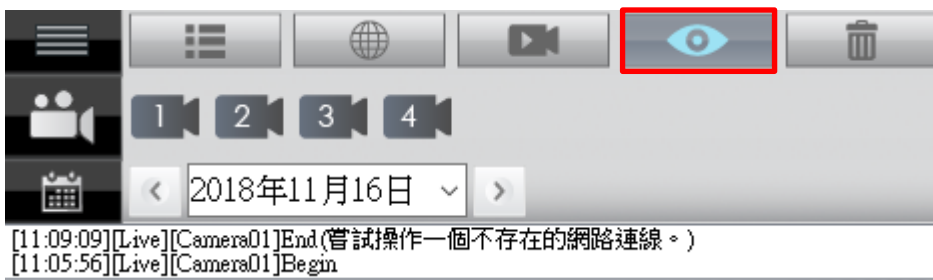 1 2 3 4
2018年11月16日
[11:09:09][Live][Camera01]End(嘗試操作一個不存在的網路連線。)
[11:05:56][Live][Camera01]Begin